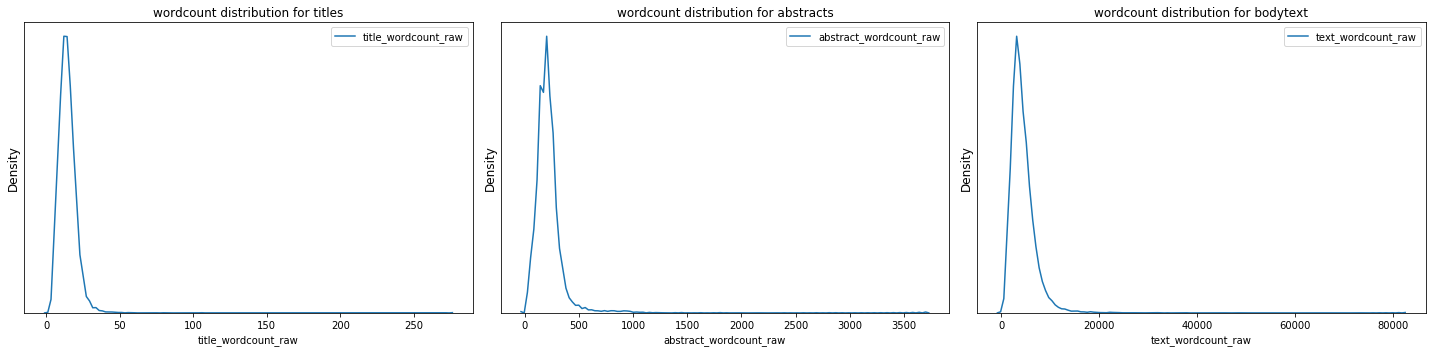 wordcount distribution for titles
title_wordcount_raw
Density
0 50 100 150 200 250
title_wordcount_raw
wordcount distribution for abstracts
abstract_wordcount_raw
Density
0 500 1000 1500 2000 2500 3000 3500
abstract_wordcount_raw
wordcount distribution for bodytext
text_wordcount_raw
Density
0 20000 40000 60000 80000
text_wordcount_raw